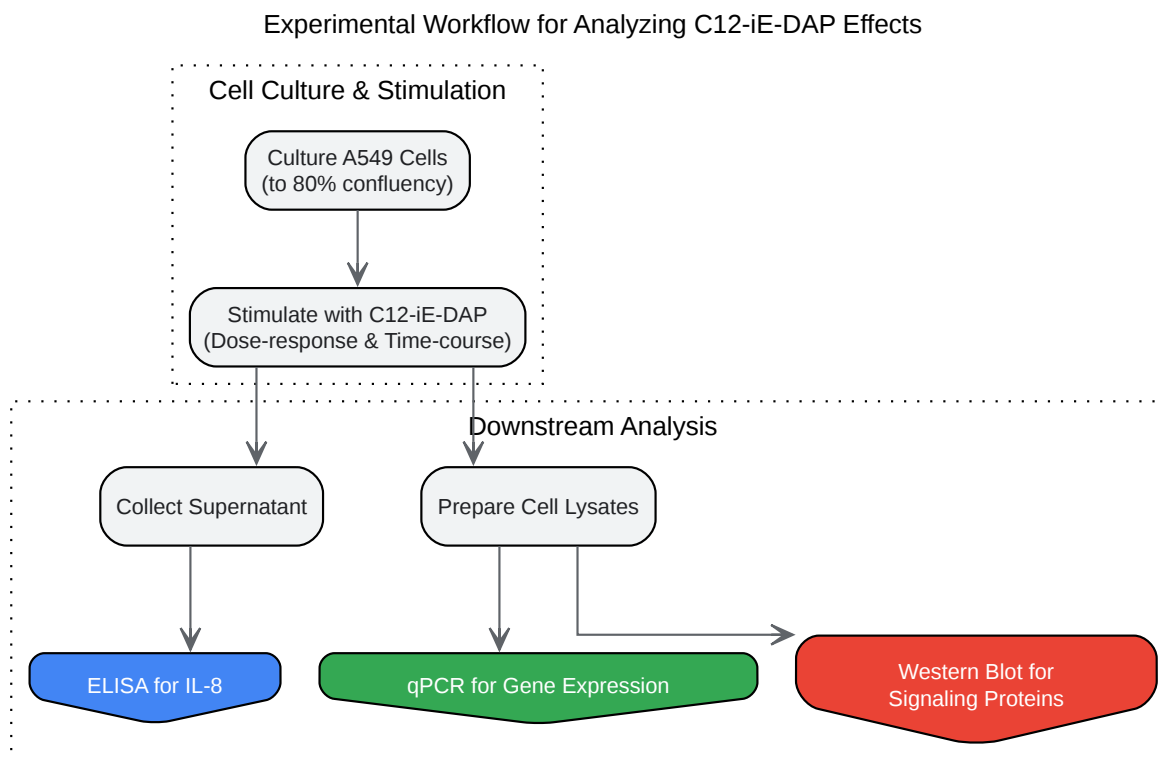 Experimental Workflow for Analyzing C12-iE-DAP Effects
Cell Culture & Stimulation
Culture A549 Cells
(to 80% confluency)
Stimulate with C12-iE-DAP
(Dose-response & Time-course)
Downstream Analysis
Collect Supernatant
Prepare Cell Lysates
ELISA for IL-8
qPCR for Gene Expression
Western Blot for
Signaling Proteins